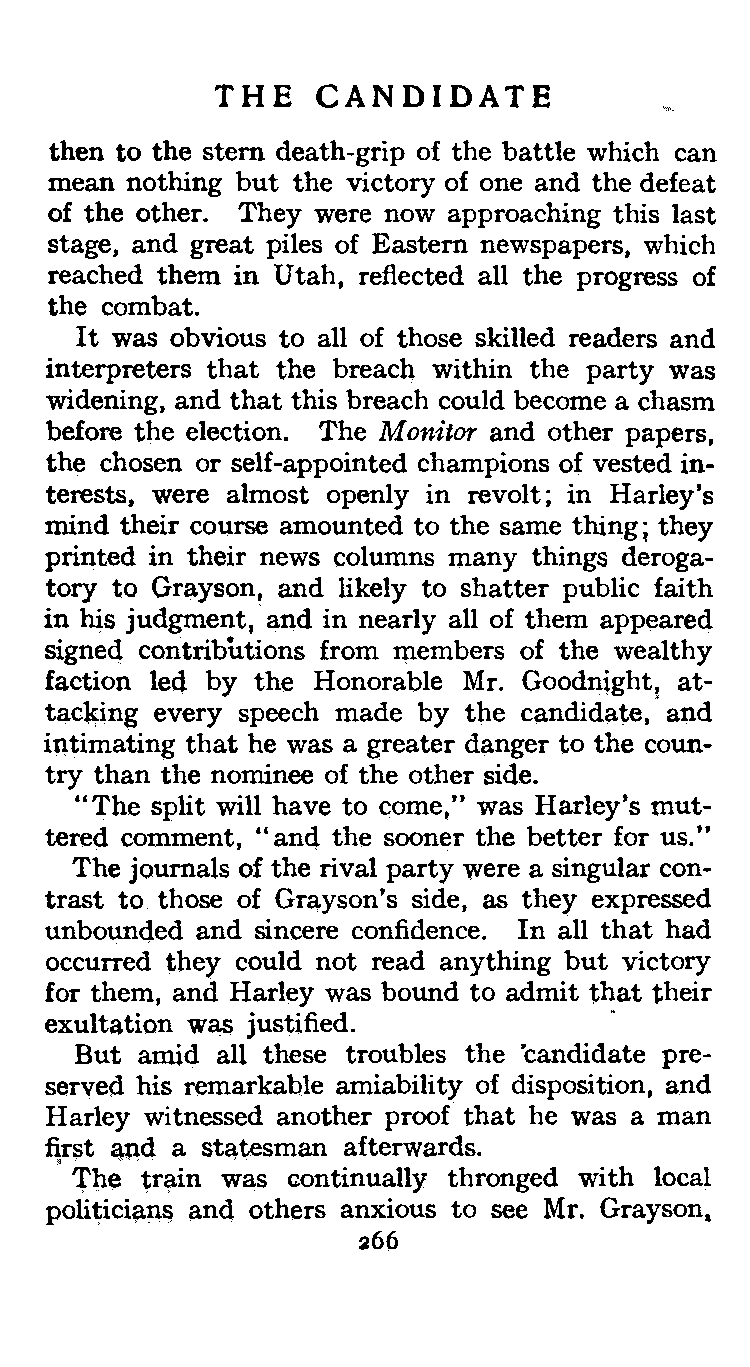 THE CANDIDATE
then to the stern death-grip of the battle which can
mean nothing but the victory of one and the defeat
of the other. They were now approaching this last
stage, and great piles of Eastern newspapers, which
reached them in Utah, reflected all the progress of
the combat.
It was obvious to all of those skilled readers and
interpreters that the breach within the party was
widening, and that this breach could become a chasm
before the election. The Monitor and other papers,
the chosen or self-appointed champions of vested in-
terests, were almost openly in revolt; in Harley's
mind their course amounted to the same thing; they
printed in their news columns many things deroga-
tory to Grayson, and likely to shatter public faith
in his judgment, and in nearly all of them appeared
signed contributions from members of the wealthy
faction led by the Honorable Mr. Goodnight, at-
tacking every speech made by the candidate, and
intimating that he was a greater danger to the coun-
try than the nominee of the other side.
"The split will have to come," was Harley's mut-
tered comment, "and the sooner the better for us."
The journals of the rival party were a singular con-
trast to those of Grayson's side, as they expressed
unbounded and sincere confidence. In all that had
occurred they could not read anything but victory
for them, and Harley was bound to admit that their
exultation was justified.
But amid all these troubles the 'candidate pre-
served his remarkable amiability of disposition, and
Harley witnessed another proof that he was a man
first and a statesman afterwards.
The train was continually thronged with local
politicians and others anxious to see Mr. Grayson,
266